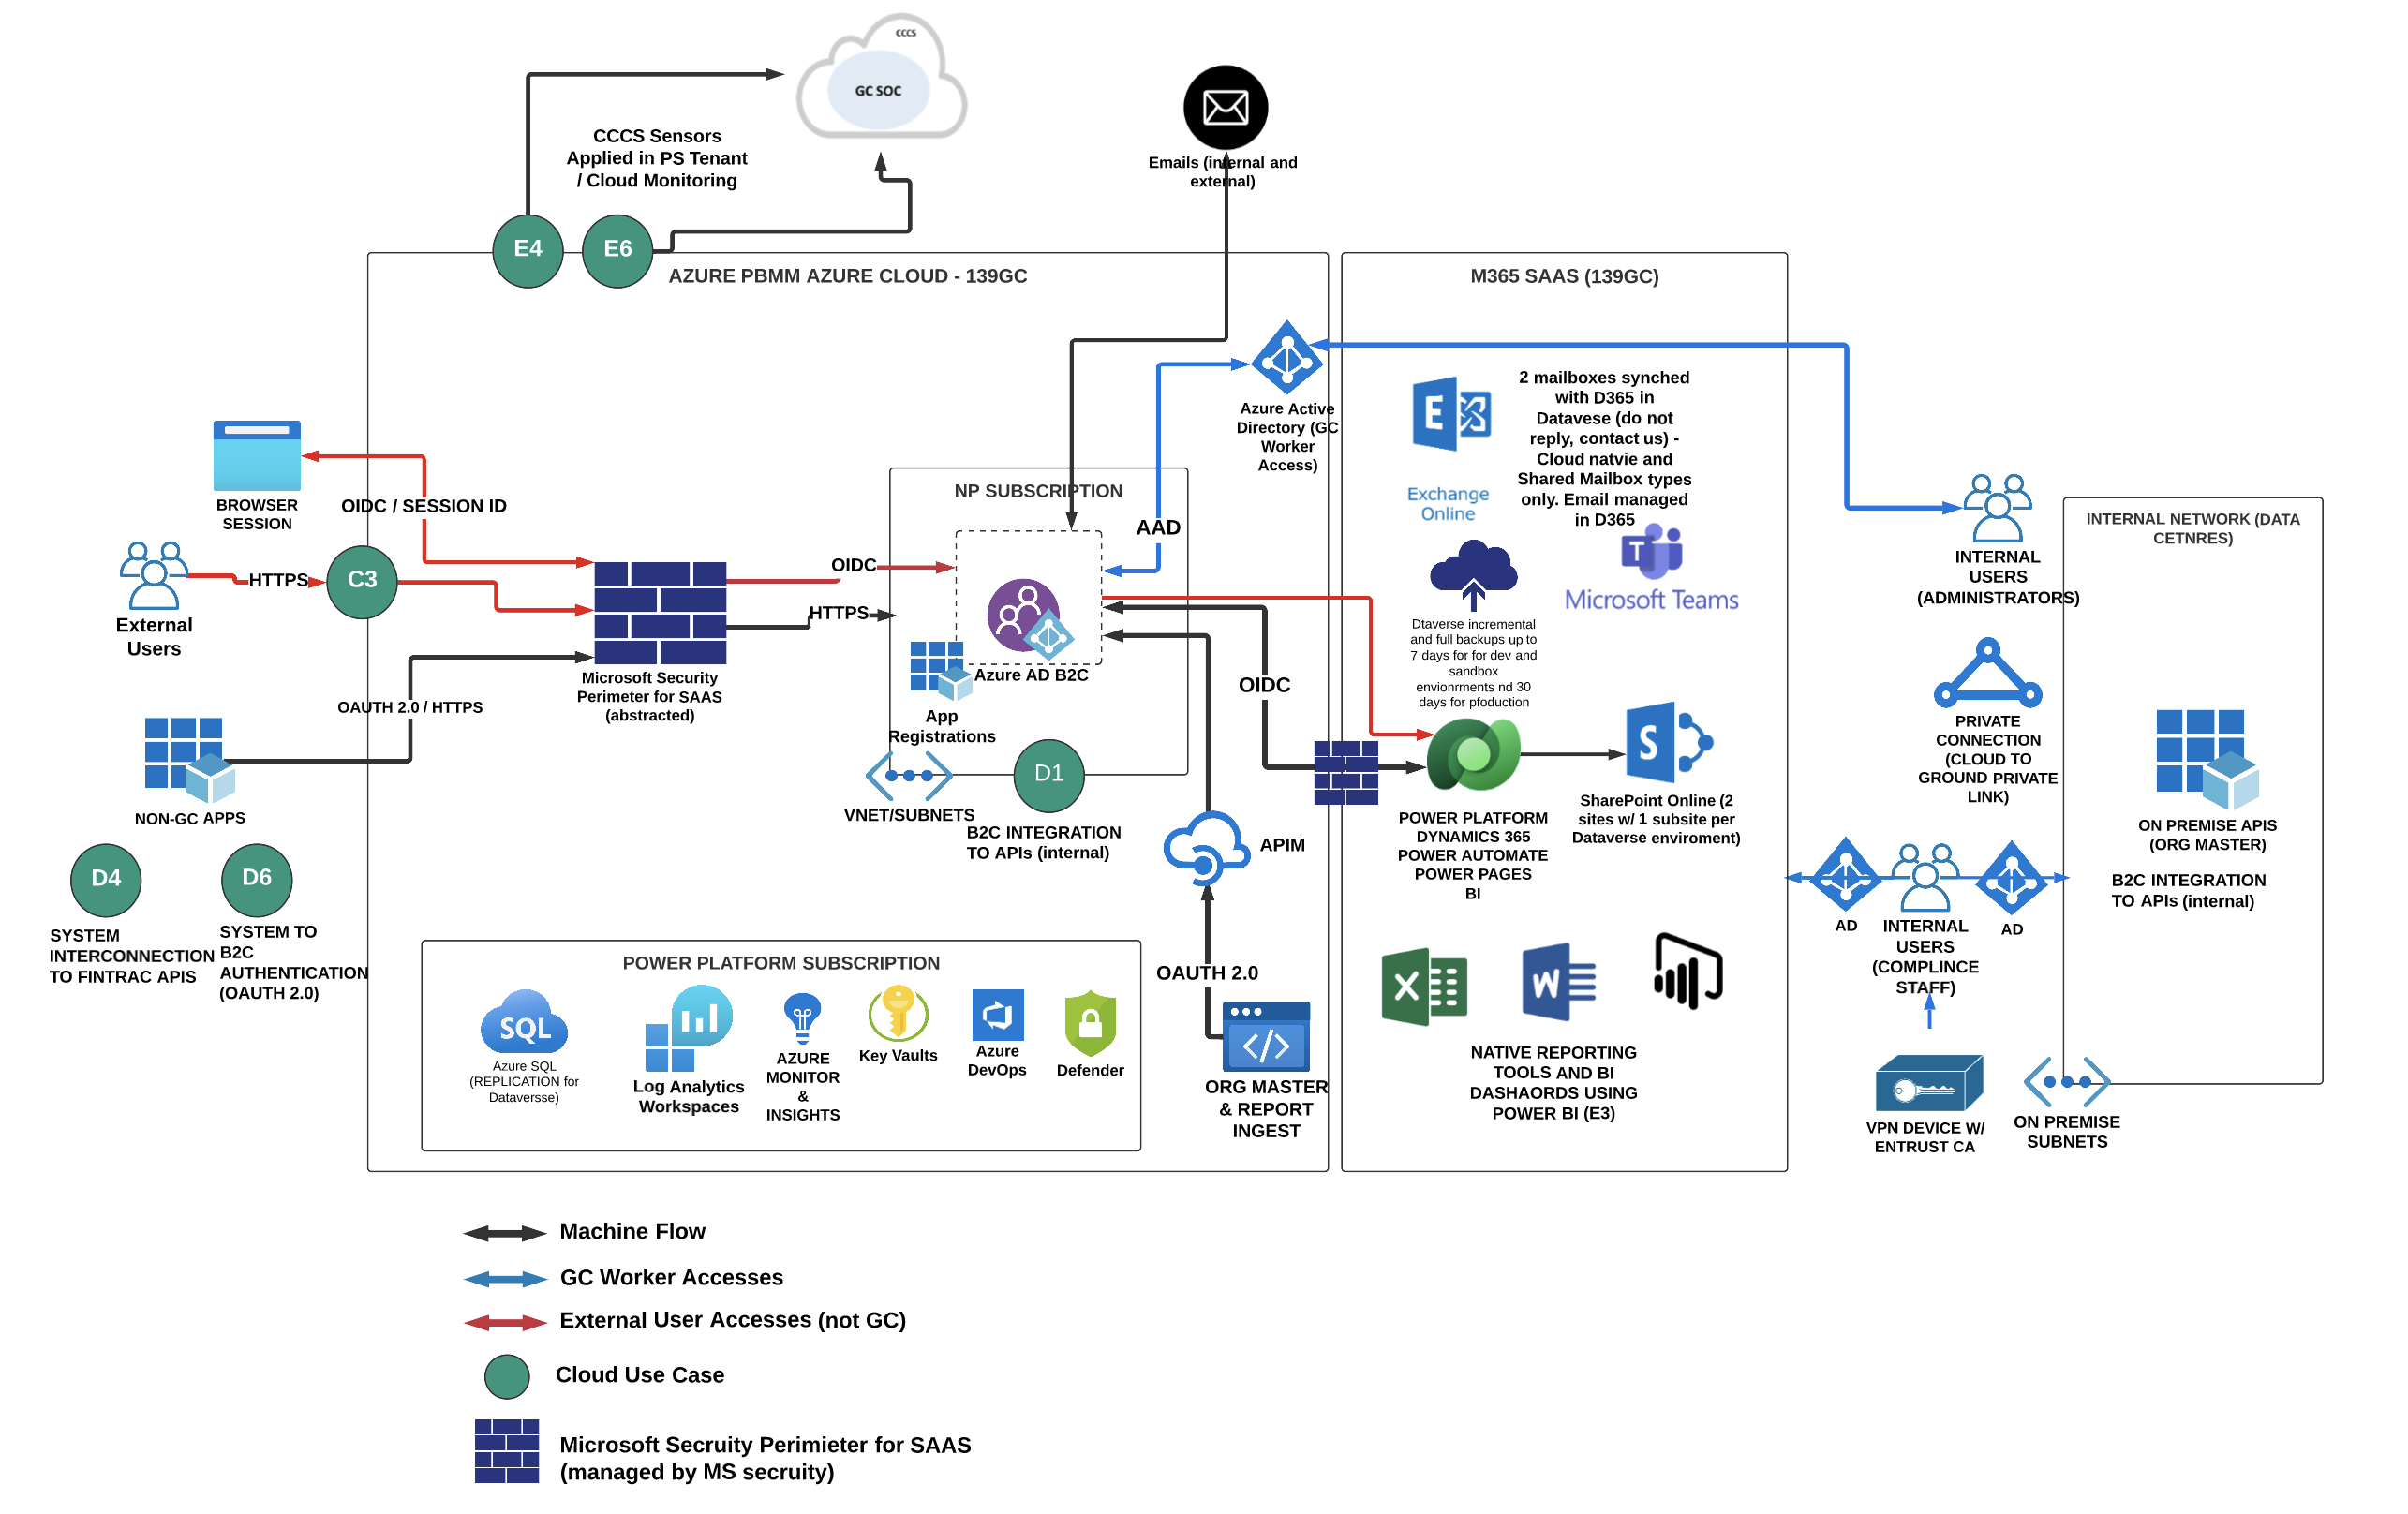 CCCS
GC SOC
CCCS Sensors
Applied in PS Tenant
/ Cloud Monitoring
Emails (internal and
external)
E4
E6
AZURE PBMM AZURE CLOUD - 139GC
M365 SAAS (139GC)
Azure Active
Directory (GC
Worker
Access)
E
Exchange
Online
2 mailboxes synched
with D365 in
Datavese (do not
reply, contact us) -
Cloud natvie and
Shared Mailbox types
only. Email managed
in D365
T
Microsoft Teams
BROWSER
SESSION
OIDC / SESSION ID
NP SUBSCRIPTION
AAD
INTERNAL
USERS
(ADMINISTRATORS)
INTERNAL NETWORK (DATA
CETNRES)
HTTPS
C3
External
Users
OIDC
HTTPS
Microsoft Security
Perimeter for SAAS
(abstracted)
Azure AD B2C
App
Registrations
OIDC
Dtaverse incremental
and full backups up to
7 days for for dev and
sandbox
envionrments nd 30
days for pfoduction
S
PRIVATE
CONNECTION
(CLOUD TO
GROUND PRIVATE
LINK)
OAUTH 2.0 / HTTPS
NON-GC APPS
VNET/SUBNETS
D1
B2C INTEGRATION
TO APIs (internal)
APIM
POWER PLATFORM
DYNAMICS 365
POWER AUTOMATE
POWER PAGES
BI
SharePoint Online (2
sites w/ 1 subsite per
Dataverse enviroment)
ON PREMISE APIS
(ORG MASTER)
B2C INTEGRATION
TO APIs (internal)
D4
SYSTEM
INTERCONNECTION
TO FINTRAC APIS
D6
SYSTEM TO
B2C
AUTHENTICATION
(OAUTH 2.0)
AD
INTERNAL
USERS
(COMPLINCE
STAFF)
AD
POWER PLATFORM SUBSCRIPTION
SQL
Azure SQL
(REPLICATION for
Dataversse)
Log Analytics
Workspaces
AZURE
MONITOR
&
INSIGHTS
Key Vaults
Azure
DevOps
Defender
OAUTH 2.0
ORG MASTER
& REPORT
INGEST
X
W
NATIVE REPORTING
TOOLS AND BI
DASHAORDS USING
POWER BI (E3)
VPN DEVICE W/
ENTRUST CA
ON PREMISE
SUBNETS
Machine Flow
GC Worker Accesses
External User Accesses (not GC)
Cloud Use Case
Microsoft Secruity Perimieter for SAAS
(managed by MS secruity)